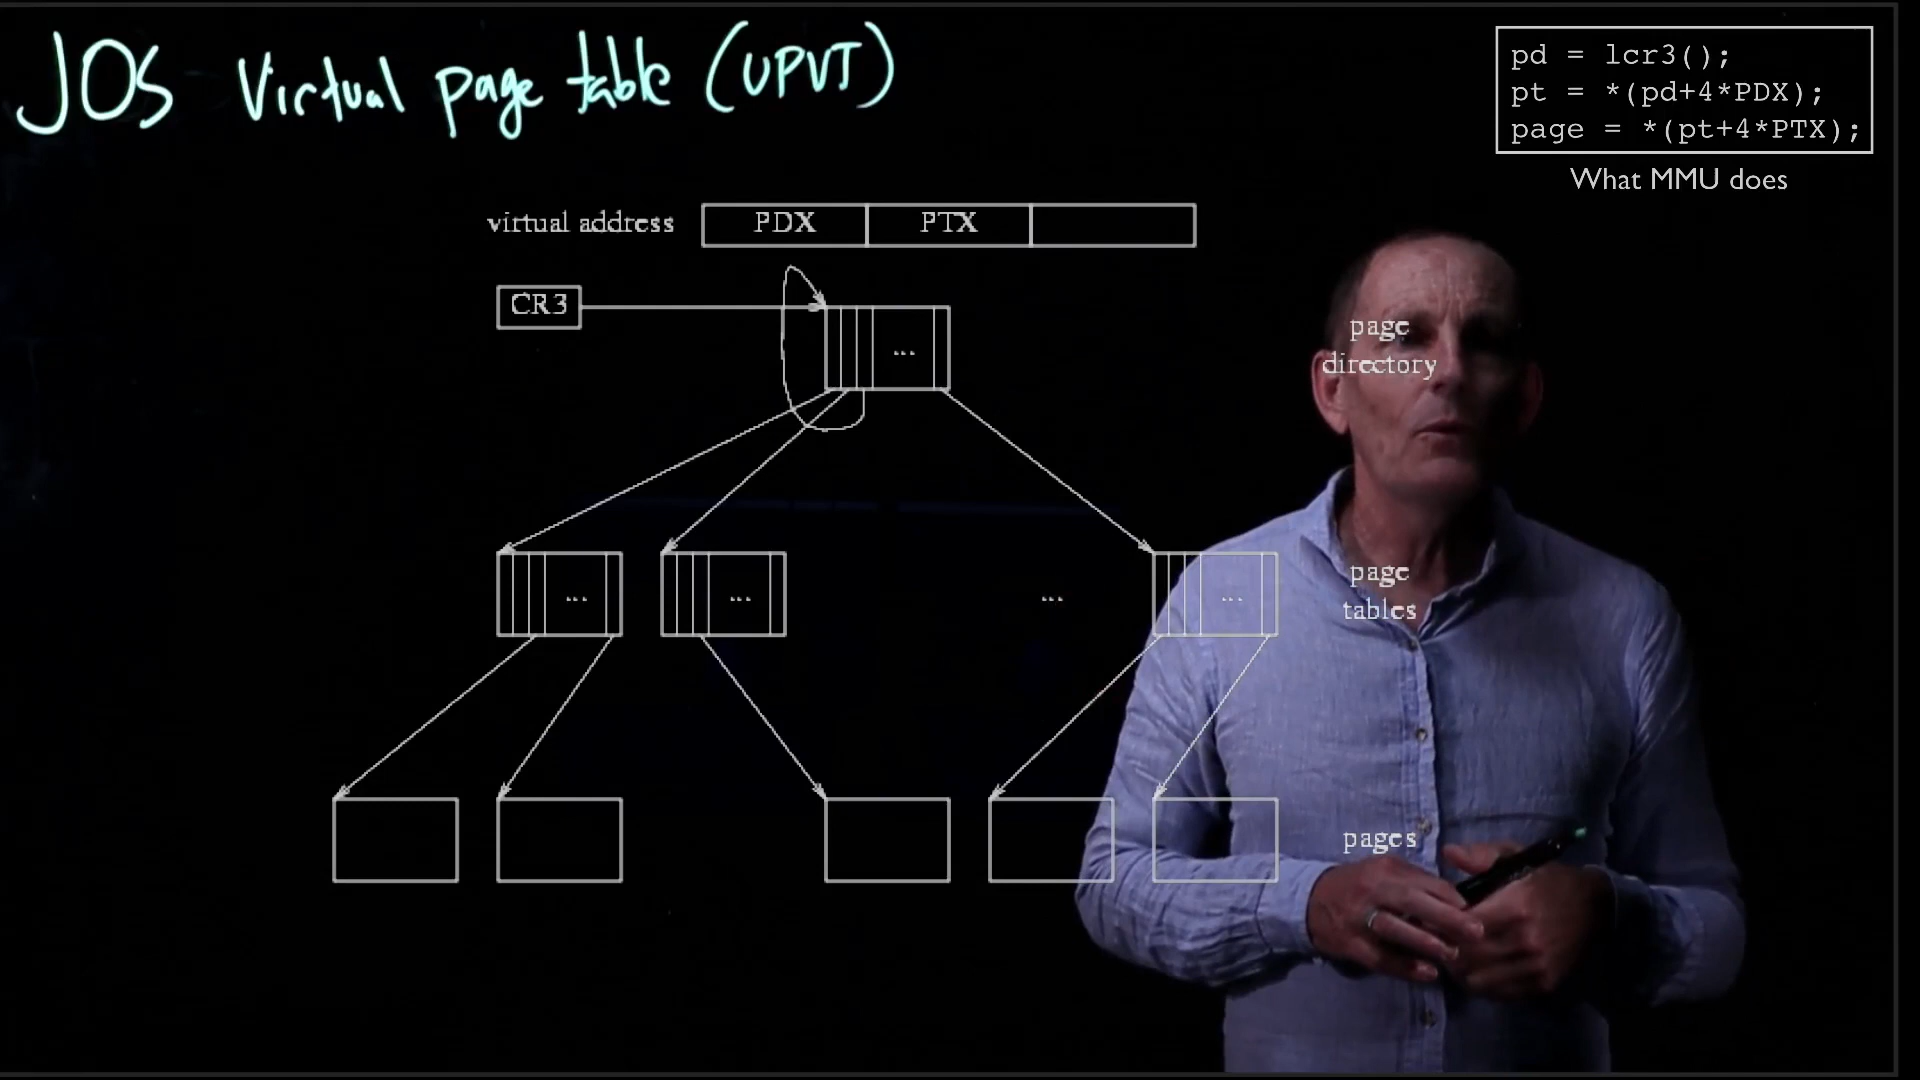 JOS Virtual page table (UPVT)
pd = lcr3();
pt = *(pd+4*PDX);
page = *(pt+4*PTX);
What MMU does
virtual address PDX PTX
CR3
...
page
directory
... ... ... ...
page
tables
pages